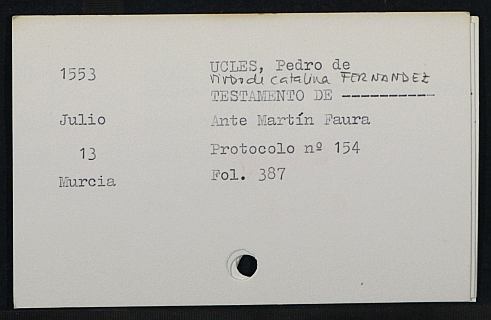 UCLES, Pedro de
1553
viudo de catalina FERNANDEZ
TESTAMENTO DE ----------
Julio
Ante Martín Faura
13
Protocolo nº 154
Murcia
Fol. 387